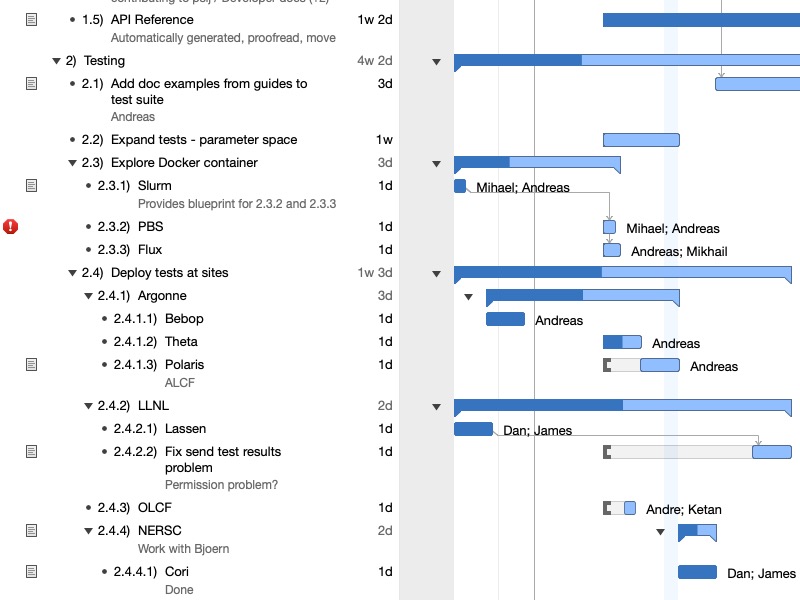 contributing to psij / Developer docs (12)
1.5) API Reference 1w 2d
Automatically generated, proofread, move
2) Testing 4w 2d
2.1) Add doc examples from guides to 3d
test suite
Andreas
2.2) Expand tests - parameter space 1w
2.3) Explore Docker container 3d
2.3.1) Slurm 1d Mihael; Andreas
Provides blueprint for 2.3.2 and 2.3.3
2.3.2) PBS 1d Mihael; Andreas
2.3.3) Flux 1d Andreas; Mikhail
2.4) Deploy tests at sites 1w 3d
2.4.1) Argonne 3d
2.4.1.1) Bebop 1d Andreas
2.4.1.2) Theta 1d Andreas
2.4.1.3) Polaris 1d Andreas
ALCF
2.4.2) LLNL 2d
2.4.2.1) Lassen 1d Dan; James
2.4.2.2) Fix send test results 1d
problem
Permission problem?
2.4.3) OLCF 1d Andre; Ketan
2.4.4) NERSC 2d
Work with Bjoern
2.4.4.1) Cori 1d Dan; James
Done